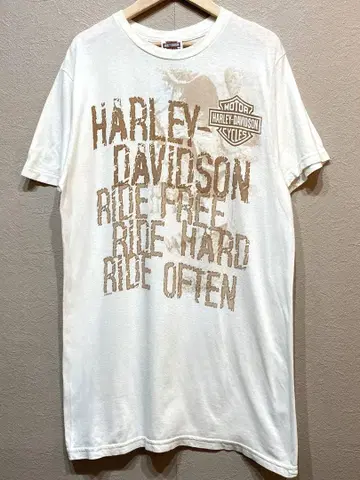 HARLEY-
DAVIDSON
RIDE FREE
RIDE HARD
RIDE OFTEN
MOTOR
HARLEY-DAVIDSON
CYCLES